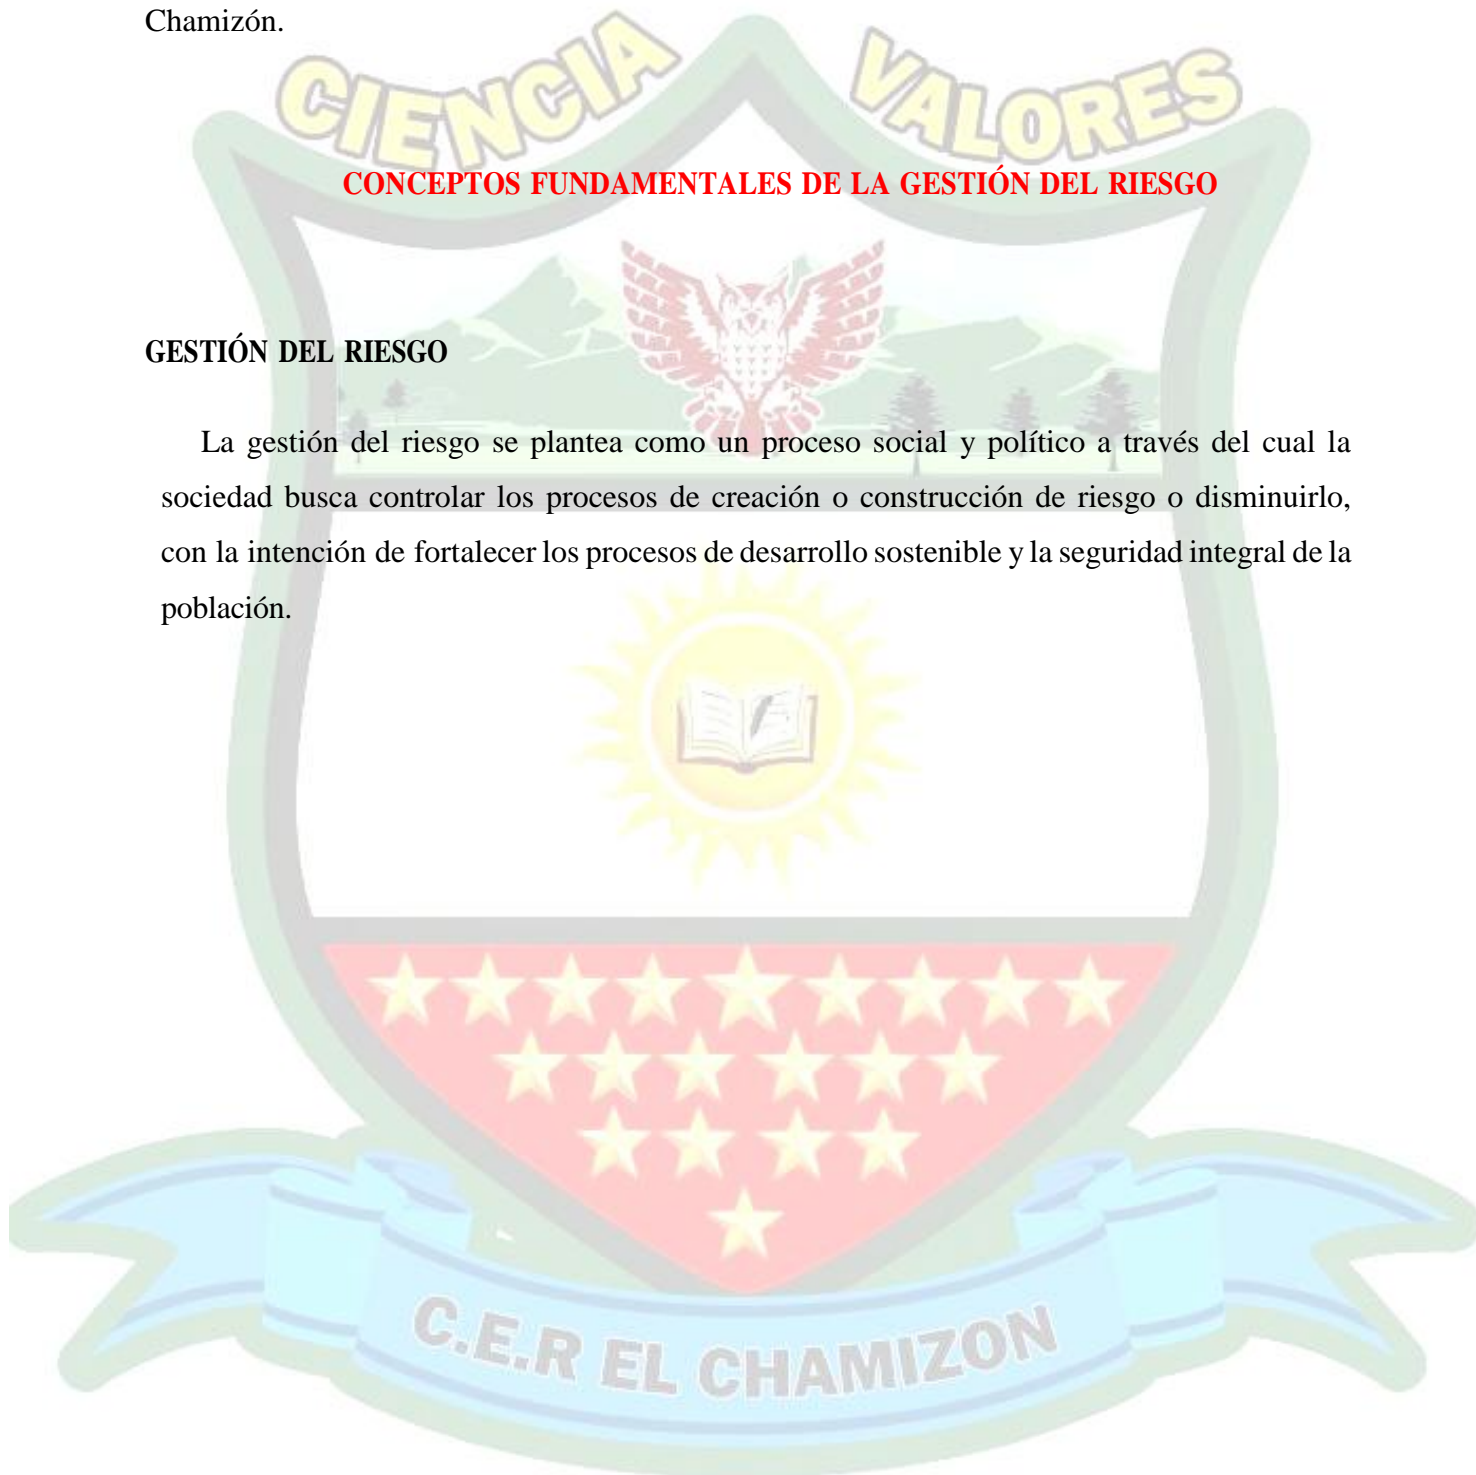 Chamizón.
CIENCIA VALORES
CONCEPTOS FUNDAMENTALES DE LA GESTIÓN DEL RIESGO
GESTIÓN DEL RIESGO
La gestión del riesgo se plantea como un proceso social y político a través del cual la
sociedad busca controlar los procesos de creación o construcción de riesgo o disminuirlo,
con la intención de fortalecer los procesos de desarrollo sostenible y la seguridad integral de la
población.
C.E.R EL CHAMIZON